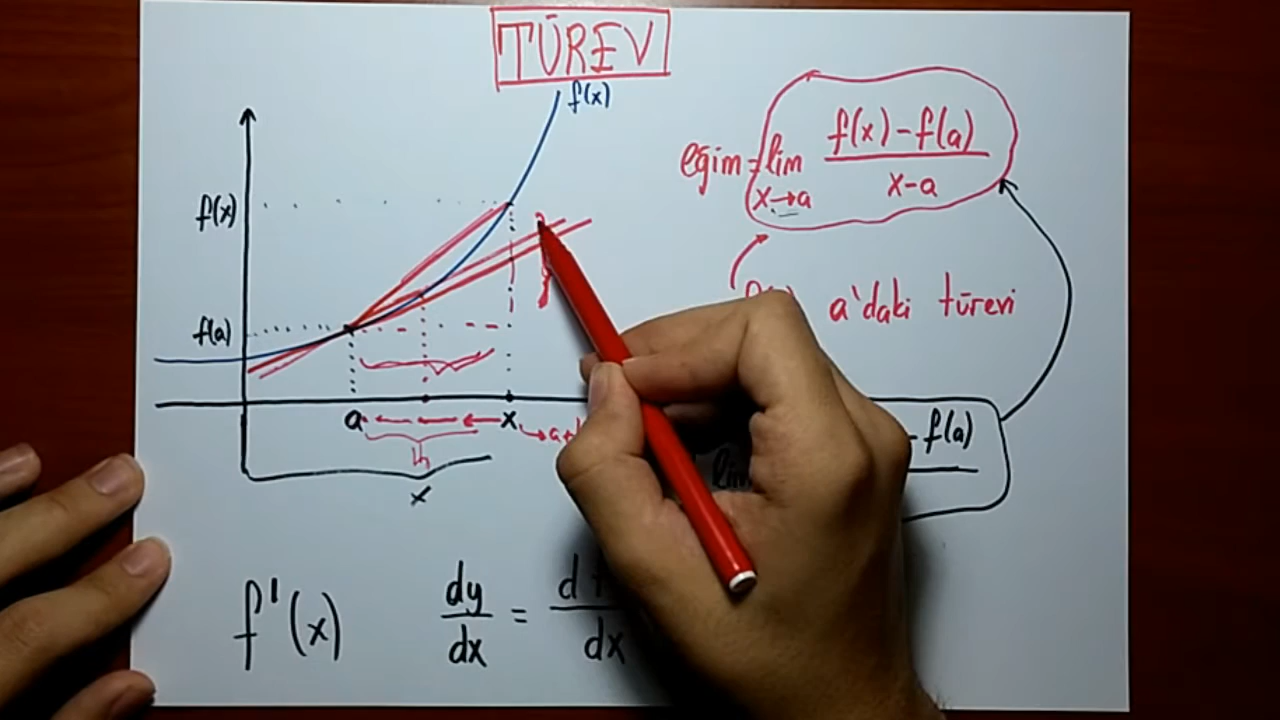 TÜREV
f(x)
eğim = lim f(x) - f(a)
x→a x-a
f(x)
f(a)
a'daki türevi
a x → a+
h
x
- f(a)
lim
f'(x) dy = d
dx dx